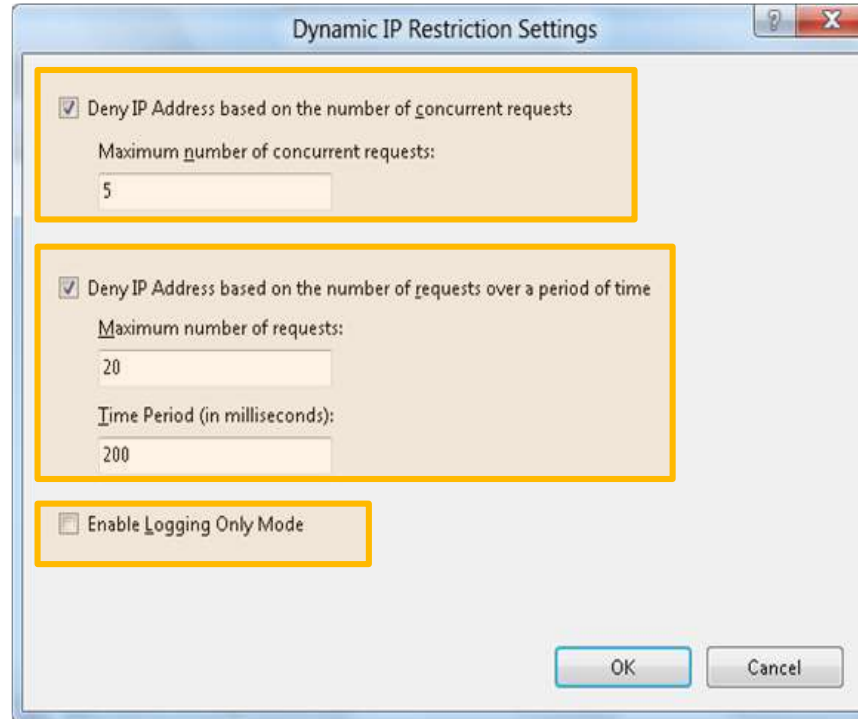 Dynamic IP Restriction Settings
Deny IP Address based on the number of concurrent requests
Maximum number of concurrent requests:
5
Deny IP Address based on the number of requests over a period of time
Maximum number of requests:
20
Time Period (in milliseconds):
200
Enable Logging Only Mode
OK Cancel